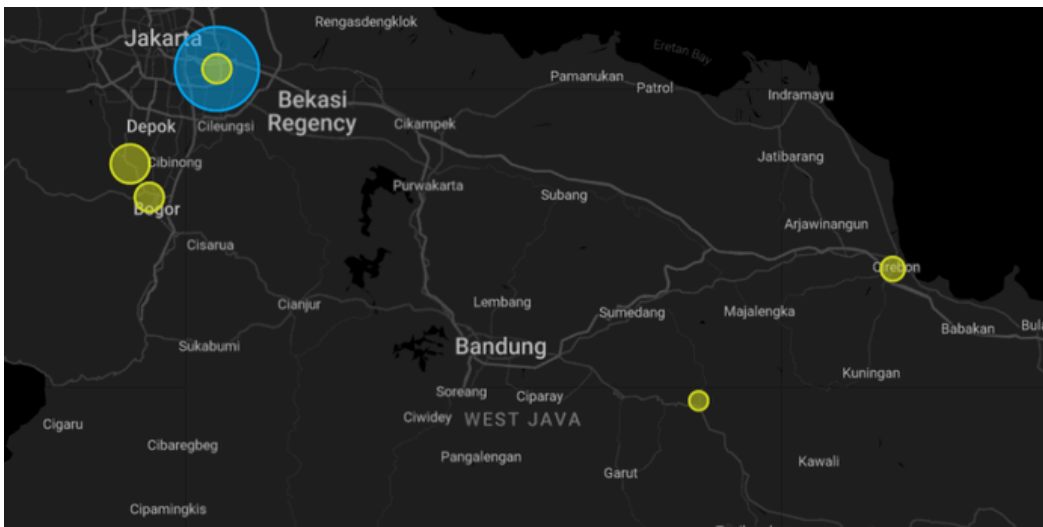 Rengasdengklok
Jakarta
Eretan Bay
Pamanukan
Patrol
Indramayu
Bekasi
Regency
Depok
Cileungsi
Cikampek
Cibinong
Jatibarang
Purwakarta
Subang
Bogor
Arjawinangun
Cisarua
Cirebon
Cianjur
Lembang
Sumedang
Majalengka
Babakan
Bula
Sukabumi
Bandung
Kuningan
Soreang
Ciparay
Ciwidey
WEST JAVA
Cigaru
Cibaregbeg
Pangalengan
Garut
Kawali
Cipamingkis